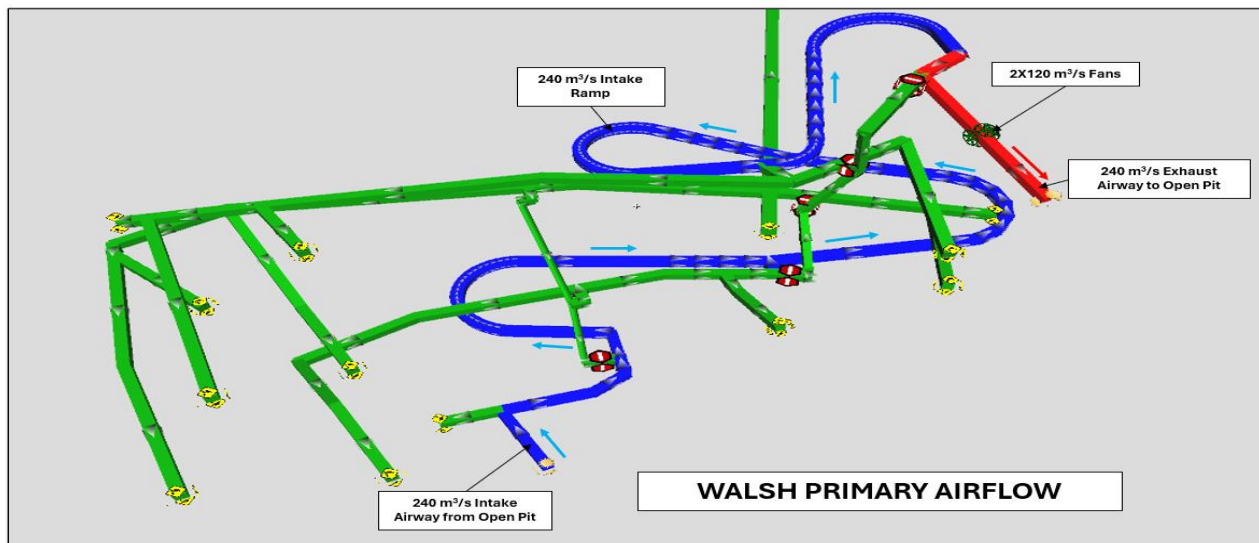 240 m³/s Intake
Ramp
2X120 m³/s Fans
240 m³/s Exhaust
Airway to Open Pit
240 m³/s Intake
Airway from Open Pit
WALSH PRIMARY AIRFLOW